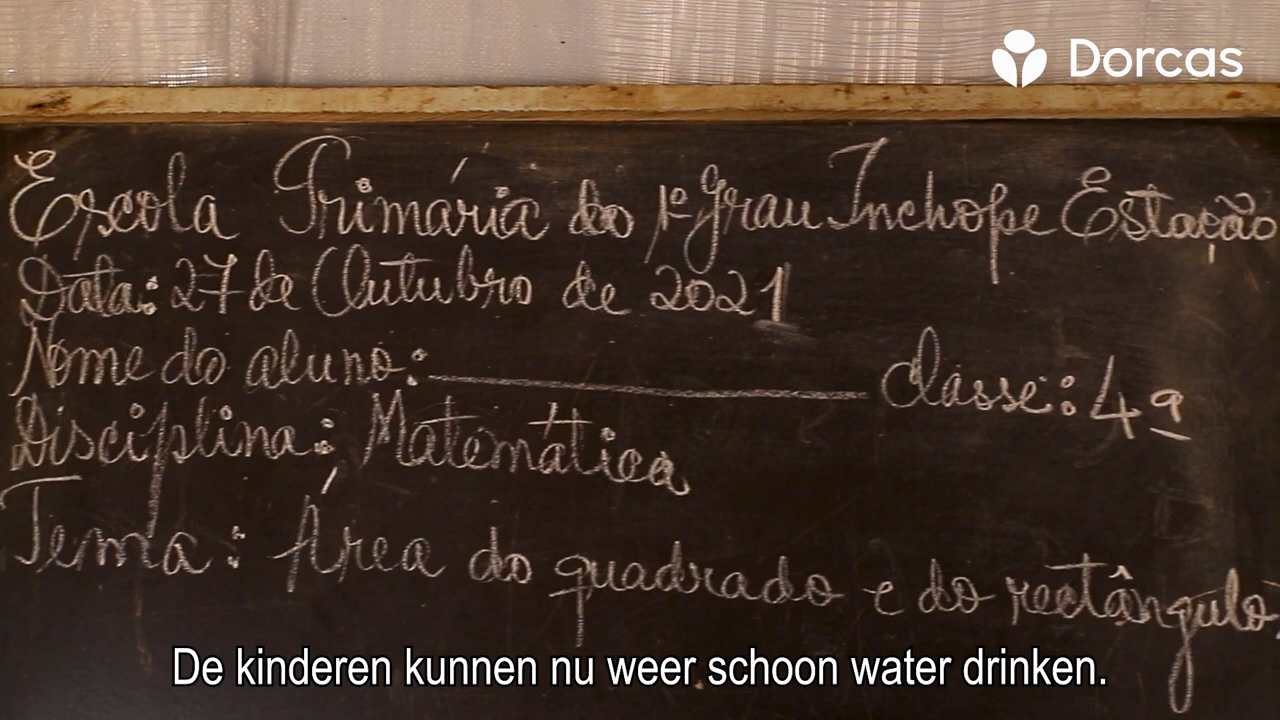 Dorcas
Escola Primária do 1º grau Inchope Estação
Data: 27 de Outubro de 2021
Nome do aluno: __________ classe: 4ª
Disciplina: Matemática
Tema: Área do quadrado e do rectângulo
De kinderen kunnen nu weer schoon water drinken.